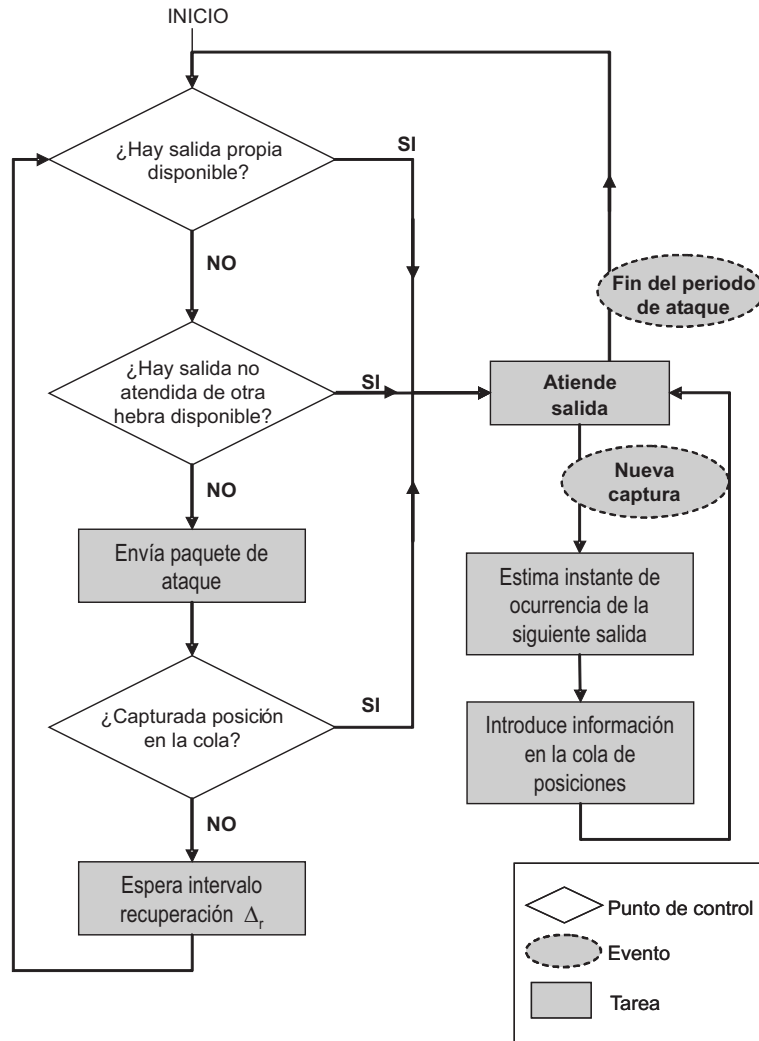 INICIO
¿Hay salida propia
disponible?
SI
NO
¿Hay salida no
atendida de otra
hebra disponible?
SI
NO
Envía paquete de
ataque
¿Capturada posición
en la cola?
SI
NO
Espera intervalo
recuperación Δr
Fin del periodo
de ataque
Atiende
salida
Nueva
captura
Estima instante de
ocurrencia de la
siguiente salida
Introduce información
en la cola de
posiciones
Punto de control
Evento
Tarea